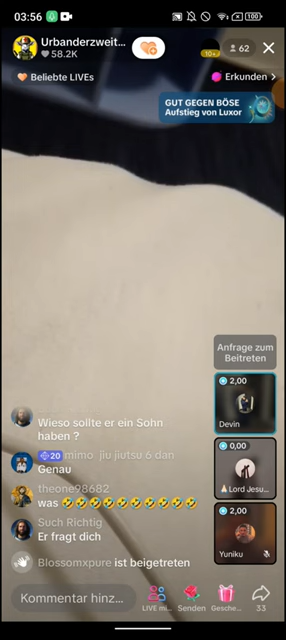 03:56
100
Urbanderzweit...
58.2K
10+
62
Beliebte LIVEs
Erkunden >
GUT GEGEN BÖSE
Aufstieg von Luxor
Anfrage zum
Beitreten
2,00
Devin
0,00
Lord Jesu...
2,00
Yuniku
Wieso sollte er ein Sohn
haben ?
20 mimo jiu jiutsu 6 dan
Genau
theone98682
was 🤣🤣🤣🤣🤣🤣🤣🤣🤣🤣
Such Richtig
Er fragt dich
Blossomxpure ist beigetreten
Kommentar hinz...
LIVE mi...
Senden
Gesche...
33